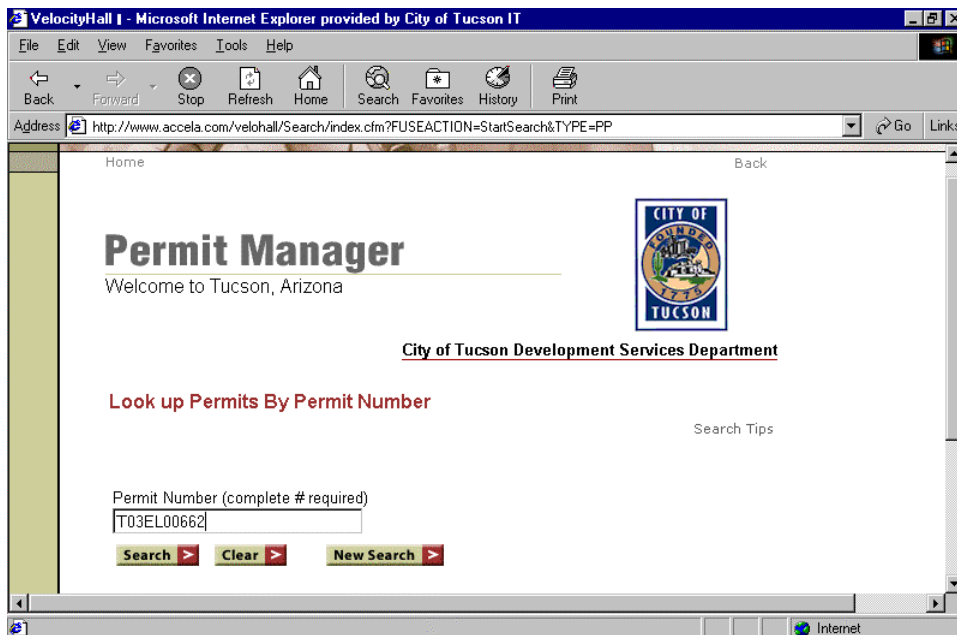 VelocityHall | - Microsoft Internet Explorer provided by City of Tucson IT
File Edit View Favorites Tools Help
Back Forward Stop Refresh Home Search Favorites History Print
Address http://www.accela.com/velohall/Search/index.cfm?FUSEACTION=StartSearch&TYPE=PP Go Links
Home Back
CITY OF
FOUNDED
1775
TUCSON
Permit Manager
Welcome to Tucson, Arizona
City of Tucson Development Services Department
Look up Permits By Permit Number
Search Tips
Permit Number (complete # required)
T03EL00662
Search > Clear > New Search >
Internet